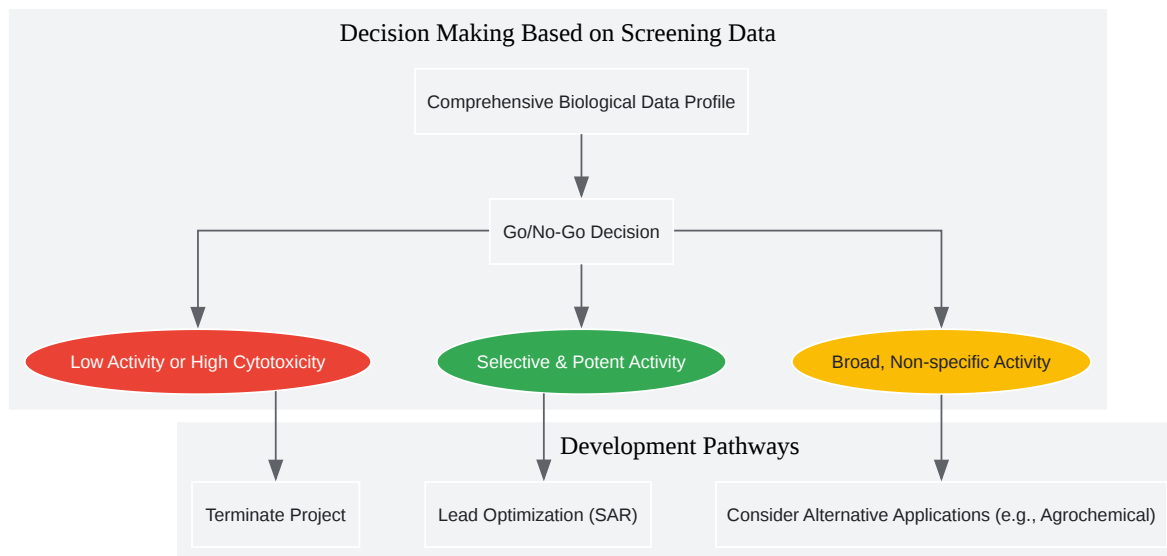 Decision Making Based on Screening Data
Comprehensive Biological Data Profile
Go/No-Go Decision
Low Activity or High Cytotoxicity
Selective & Potent Activity
Broad, Non-specific Activity
Development Pathways
Terminate Project
Lead Optimization (SAR)
Consider Alternative Applications (e.g., Agrochemical)